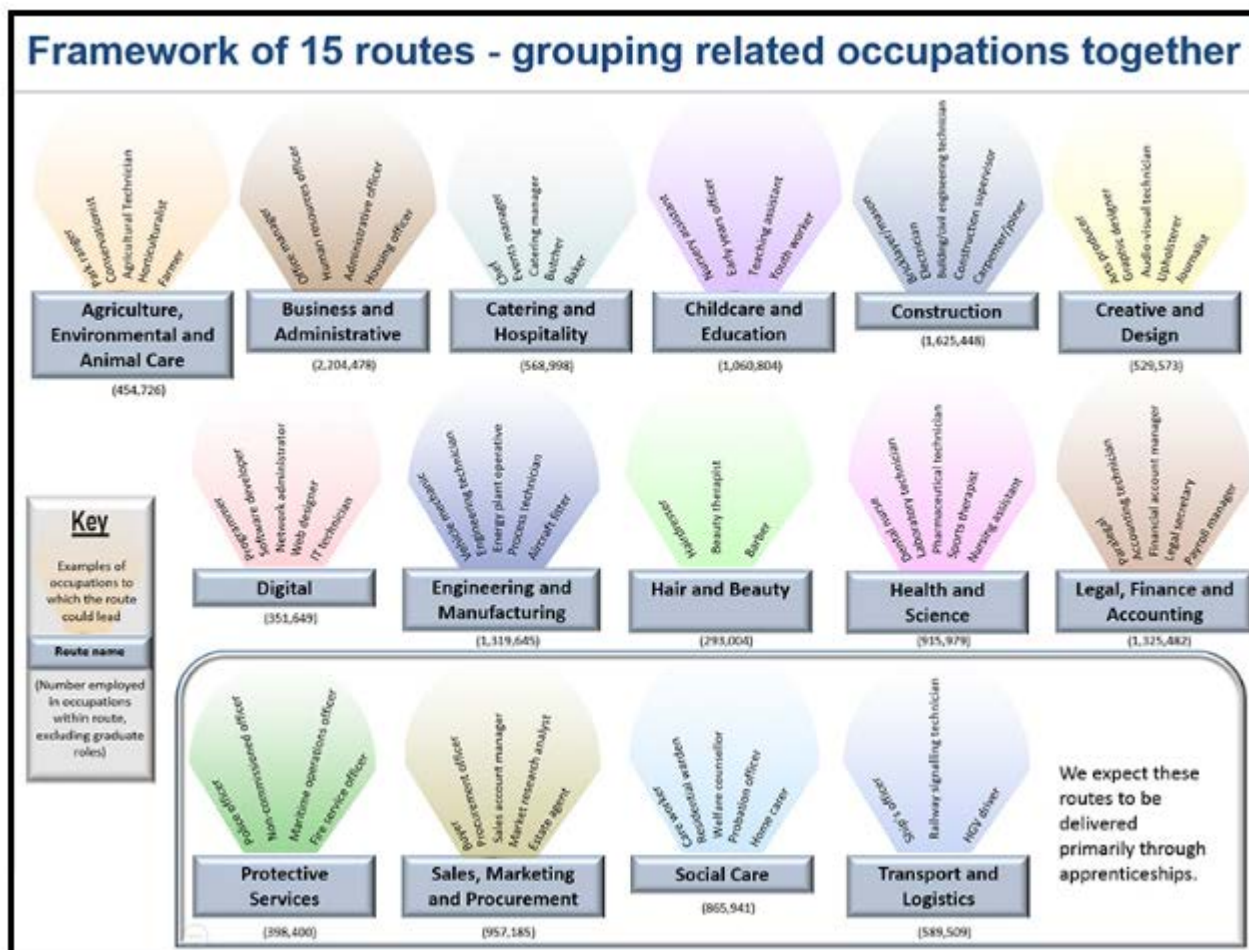 Framework of 15 routes - grouping related occupations together
Park ranger
Conservationist
Agricultural Technician
Horticulturalist
Farmer
Agriculture,
Environmental and
Animal Care
(454,726)
Office manager
Human resources officer
Administrative officer
Housing officer
Business and
Administrative
(2,204,478)
Chef
Events manager
Catering manager
Butcher
Baker
Catering and
Hospitality
(568,998)
Nursery assistant
Early years officer
Teaching assistant
Youth worker
Childcare and
Education
(1,060,804)
Bricklayer/mason
Electrician
Building/civil engineering technician
Construction supervisor
Carpenter/joiner
Construction
(1,625,448)
Arts producer
Graphic designer
Audio-visual technician
Upholsterer
Journalist
Creative and
Design
(529,573)
Key
Examples of
occupations to
which the route
could lead
Route name
(Number employed
in occupations
within route,
excluding graduate
roles)
Programmer
Software developer
Network administrator
Web designer
IT technician
Digital
(351,649)
Vehicle mechanic
Engineering technician
Energy plant operative
Process technician
Aircraft fitter
Engineering and
Manufacturing
(1,319,645)
Hairdresser
Beauty therapist
Barber
Hair and Beauty
(293,004)
Dental nurse
Laboratory technician
Pharmaceutical technician
Sports therapist
Nursing assistant
Health and
Science
(915,979)
Paralegal
Accounting technician
Financial account manager
Legal secretary
Payroll manager
Legal, Finance and
Accounting
(1,325,482)
Police officer
Non-commissioned officer
Maritime operations officer
Fire service officer
Protective
Services
(398,400)
Buyer
Procurement officer
Sales account manager
Market research analyst
Estate agent
Sales, Marketing
and Procurement
(957,185)
Care worker
Residential warden
Welfare counsellor
Probation officer
Home carer
Social Care
(865,941)
Ship's officer
Railway signalling technician
HGV driver
Transport and
Logistics
(589,509)
We expect these
routes to be
delivered
primarily through
apprenticeships.